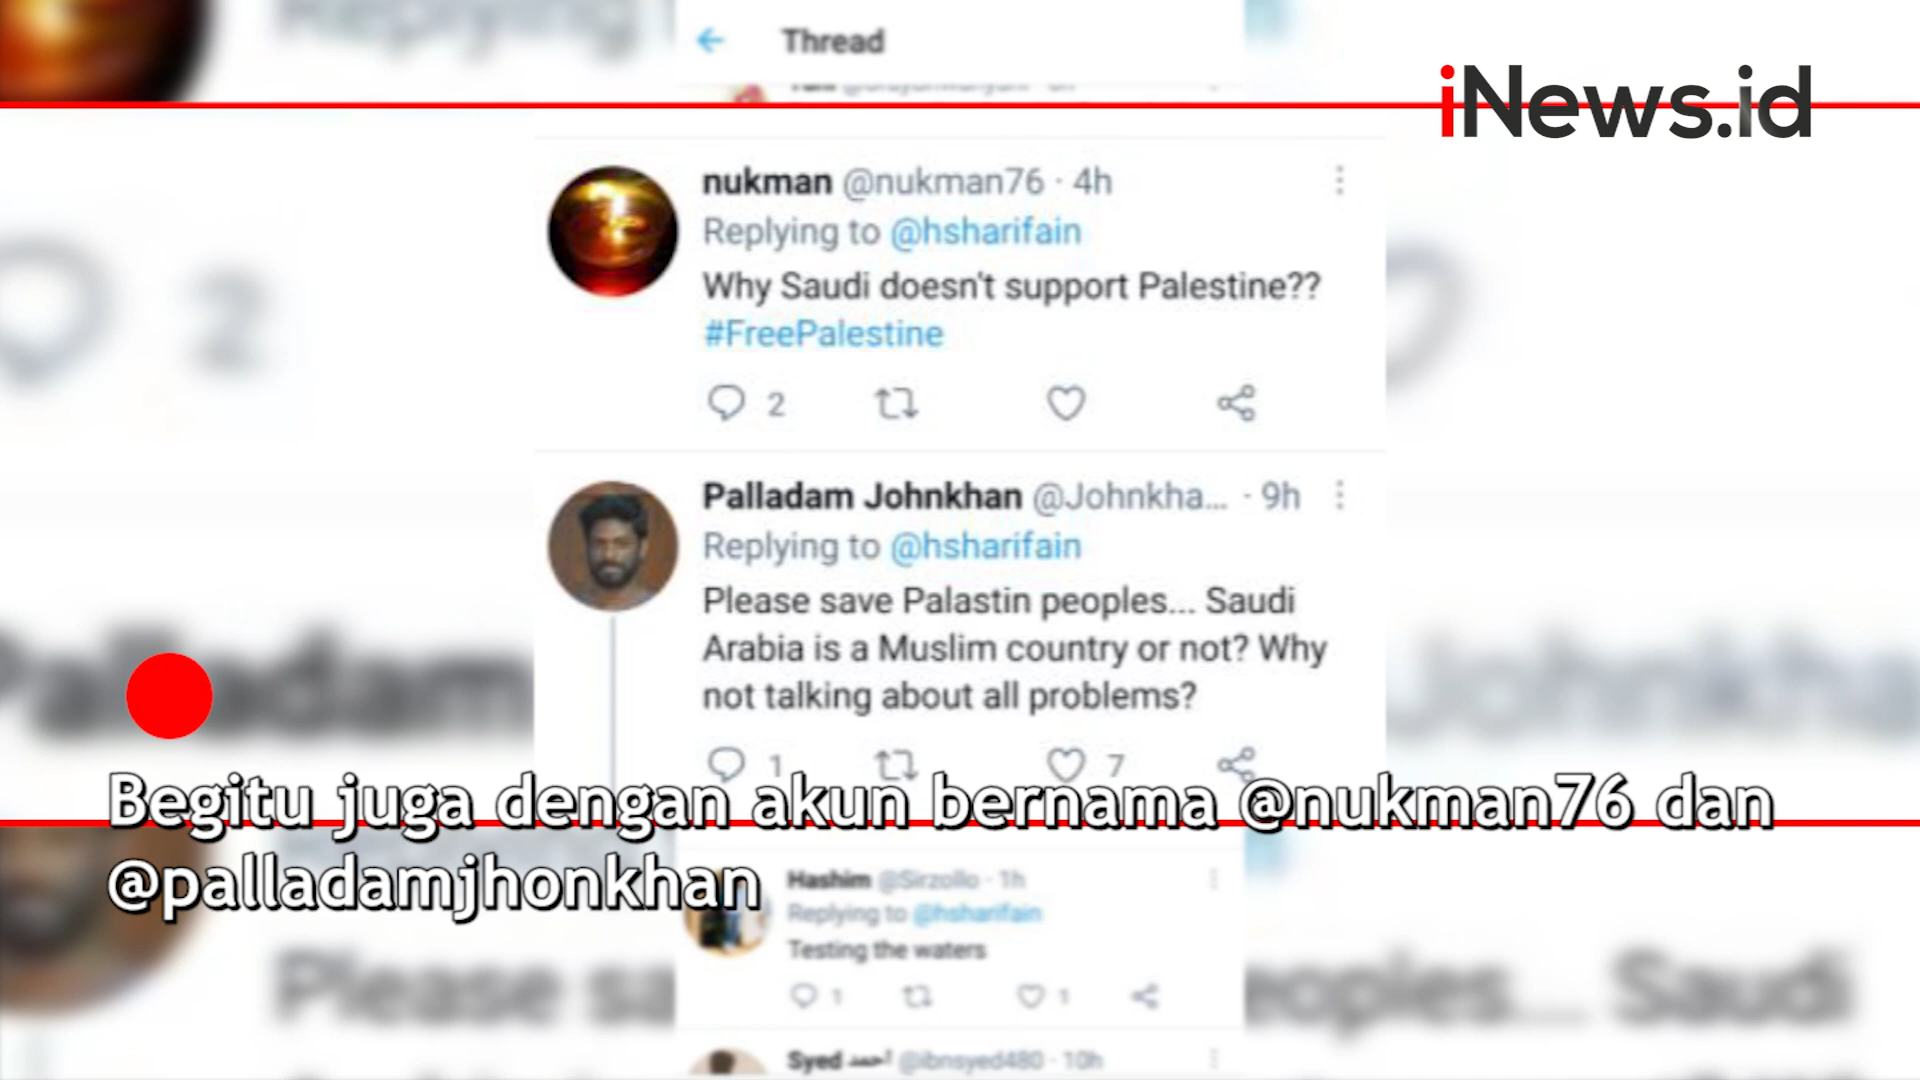 Thread
iNews.id
nukman @nukman76 · 4h
Replying to @hsharifain
Why Saudi doesn't support Palestine??
#FreePalestine
2
Palladam Johnkhan @Johnkha... · 9h
Replying to @hsharifain
Please save Palastin peoples... Saudi
Arabia is a Muslim country or not? Why
not talking about all problems?
1 7
Begitu juga dengan akun bernama @nukman76 dan
@palladamjhonkhan
Hashim @Sirzollo · 1h
Replying to @hsharifain
Testing the waters
1 1
Syed احمد @ibnsyed480 · 10h